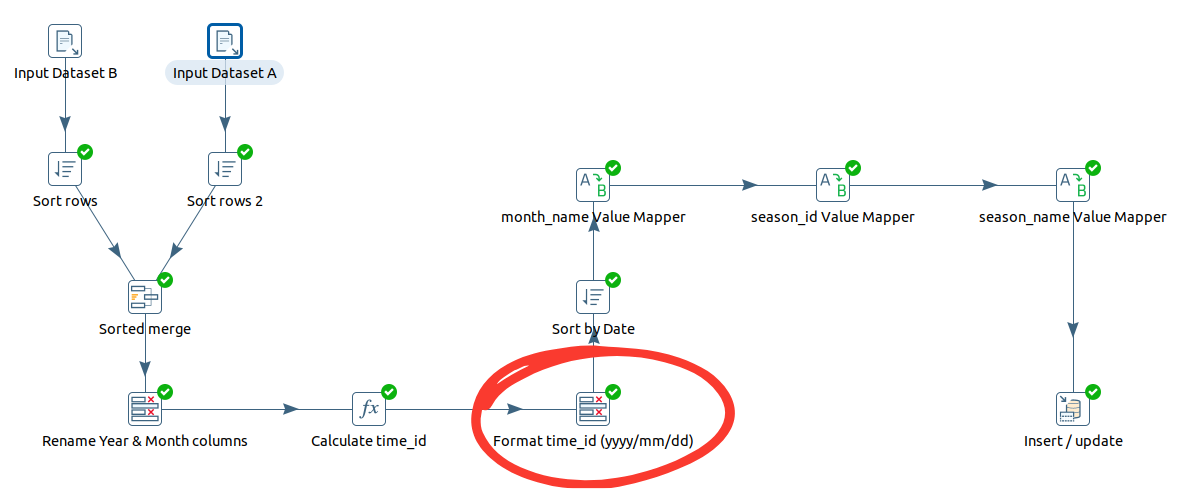 Input Dataset B
Input Dataset A
Sort rows
Sort rows 2
Sorted merge
Rename Year & Month columns
fx
Calculate time_id
Format time_id (yyyy/mm/dd)
Sort by Date
A
B
month_name Value Mapper
A
B
season_id Value Mapper
A
B
season_name Value Mapper
Insert / update